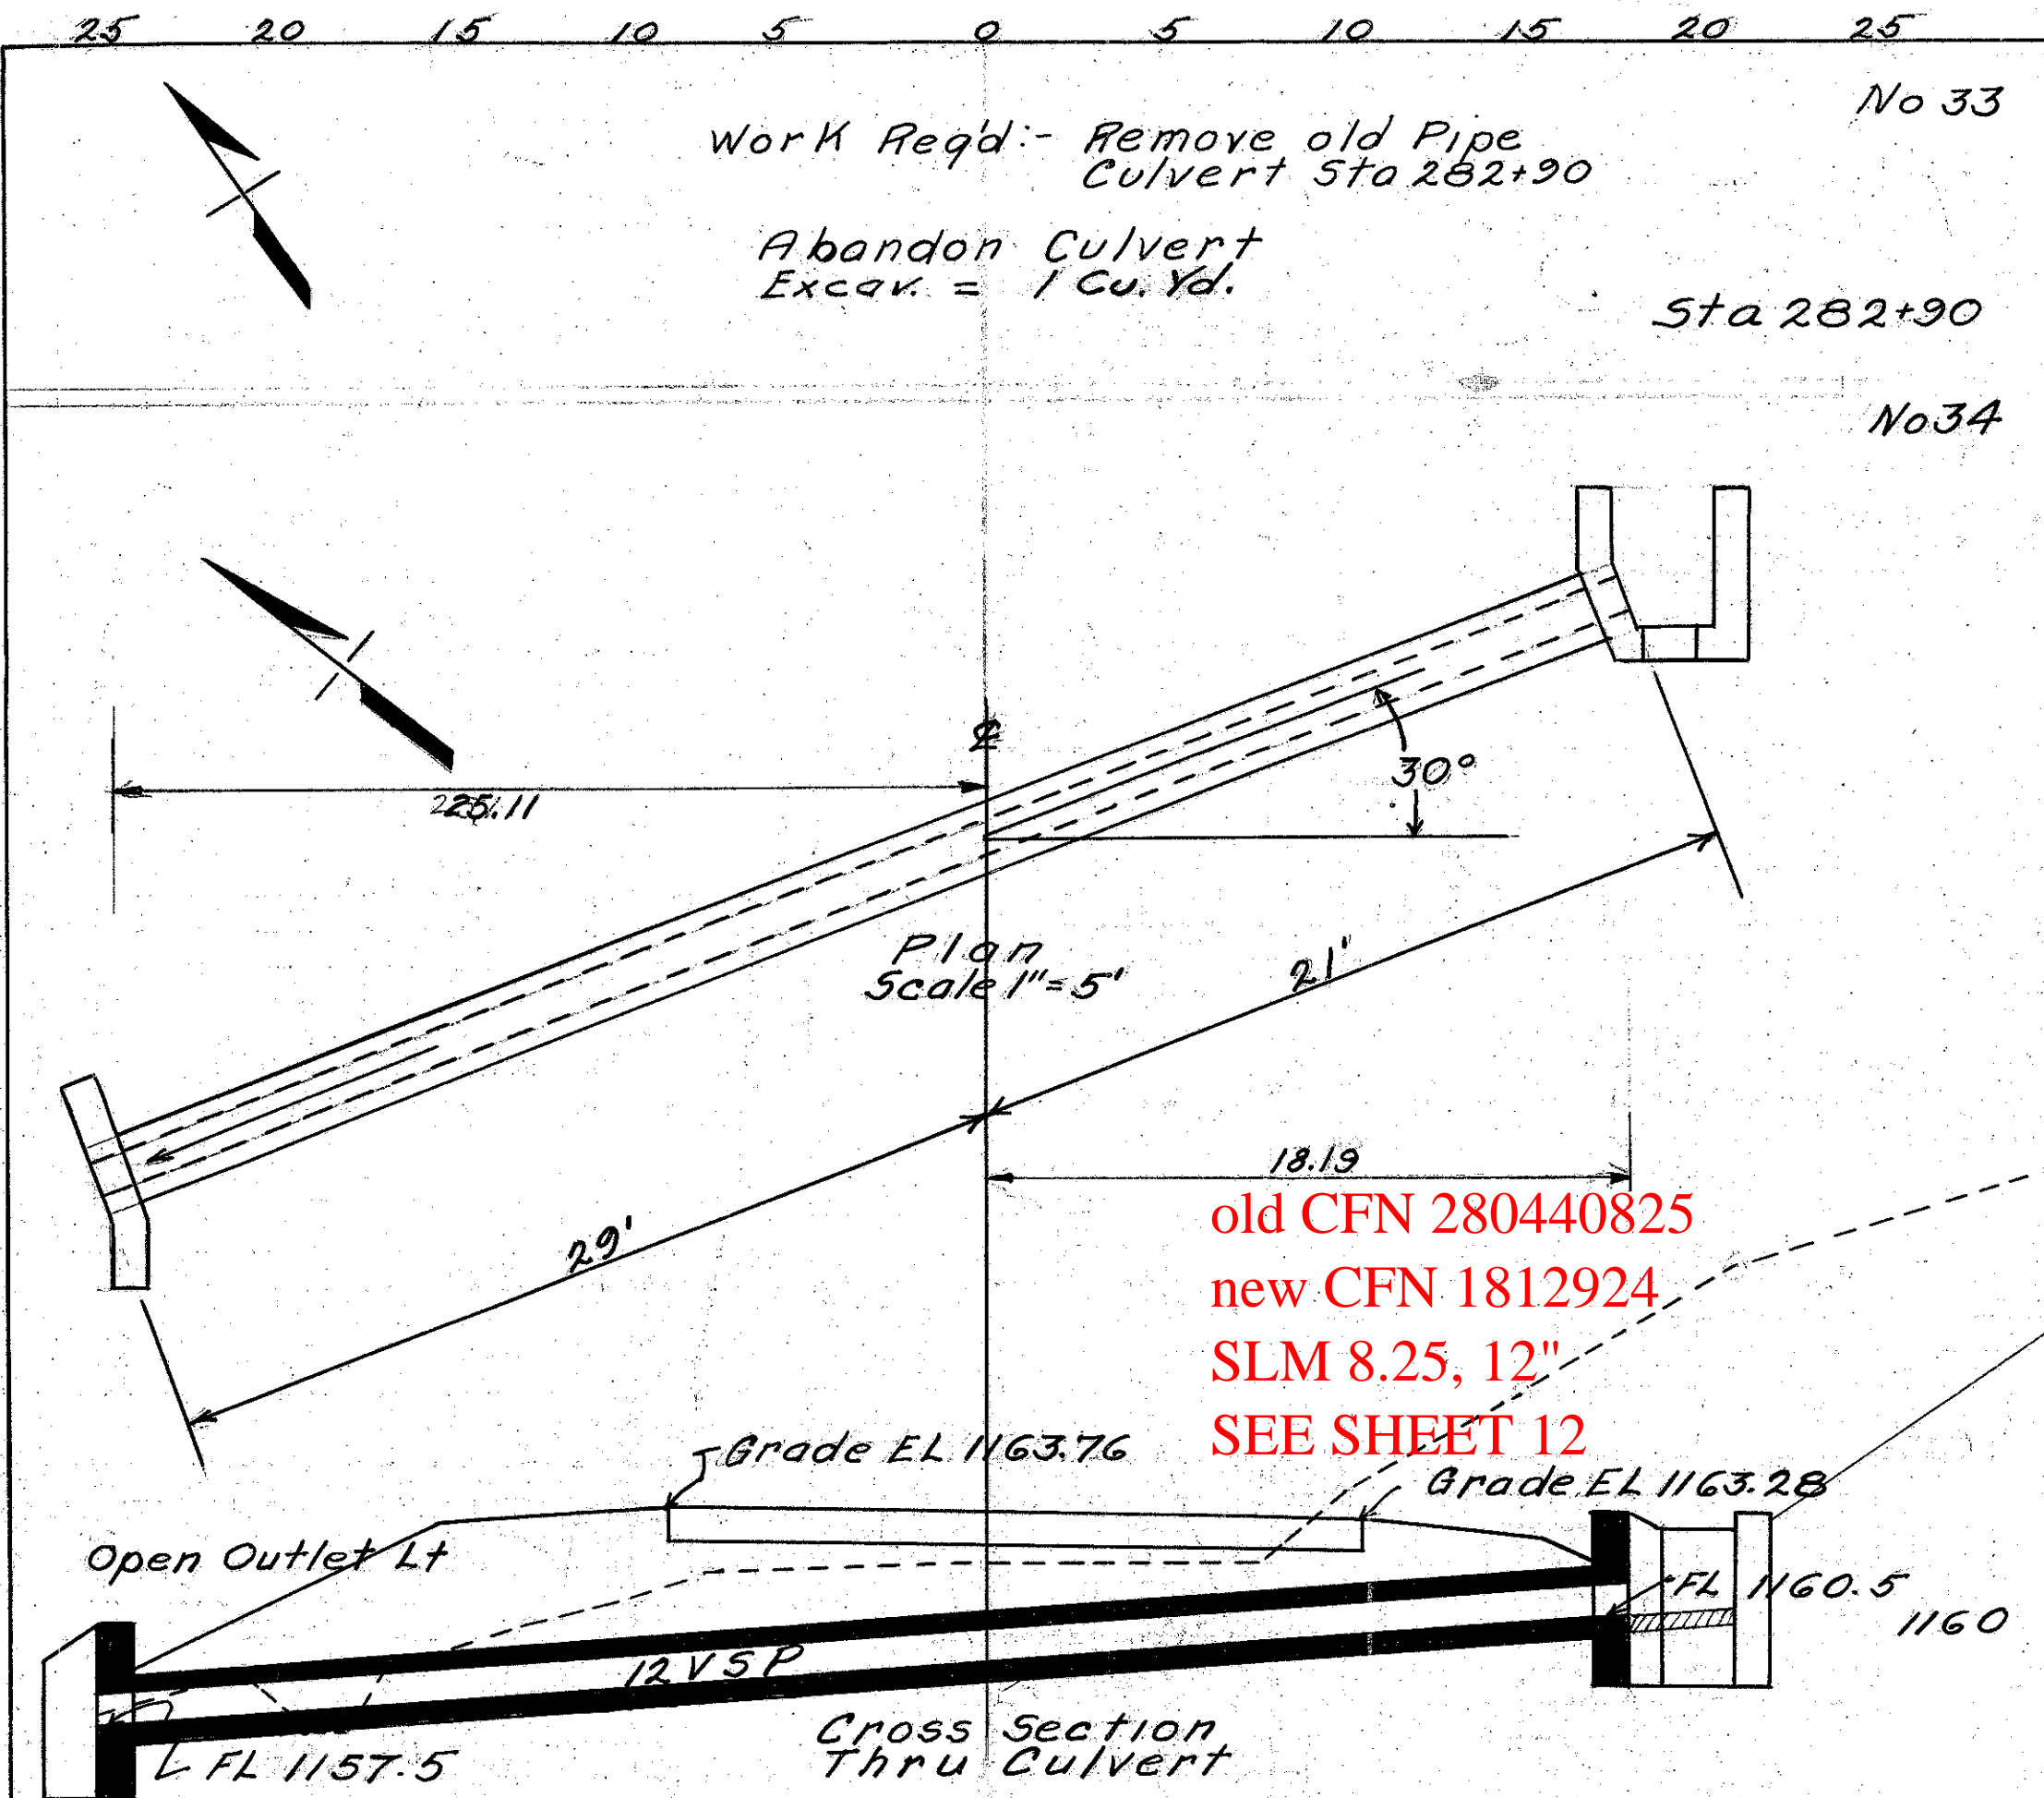 25 20 15 10 5 0 5 10 15 20 25
No 33
Work Req'd:- Remove old Pipe
Culvert Sta 282+90
Abandon Culvert
Excav. = 1 Cu. Yd.
Sta 282+90
No 34
℄
30°
25.11
Plan
Scale 1"=5'
21'
18.19
29'
old CFN 280440825
new CFN 1812924
SLM 8.25, 12"
SEE SHEET 12
Grade EL 1163.76
Grade EL 1163.28
Open Outlet Lt
FL 1160.5
1160
12 VSP
Cross Section
Thru Culvert
FL 1157.5